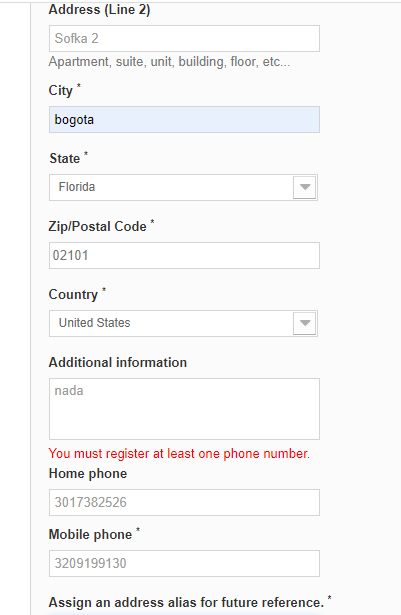 Address (Line 2)
Sofka 2
Apartment, suite, unit, building, floor, etc...
City *
bogota
State *
Florida
Zip/Postal Code *
02101
Country *
United States
Additional information
nada
You must register at least one phone number.
Home phone
3017382526
Mobile phone *
3209199130
Assign an address alias for future reference. *